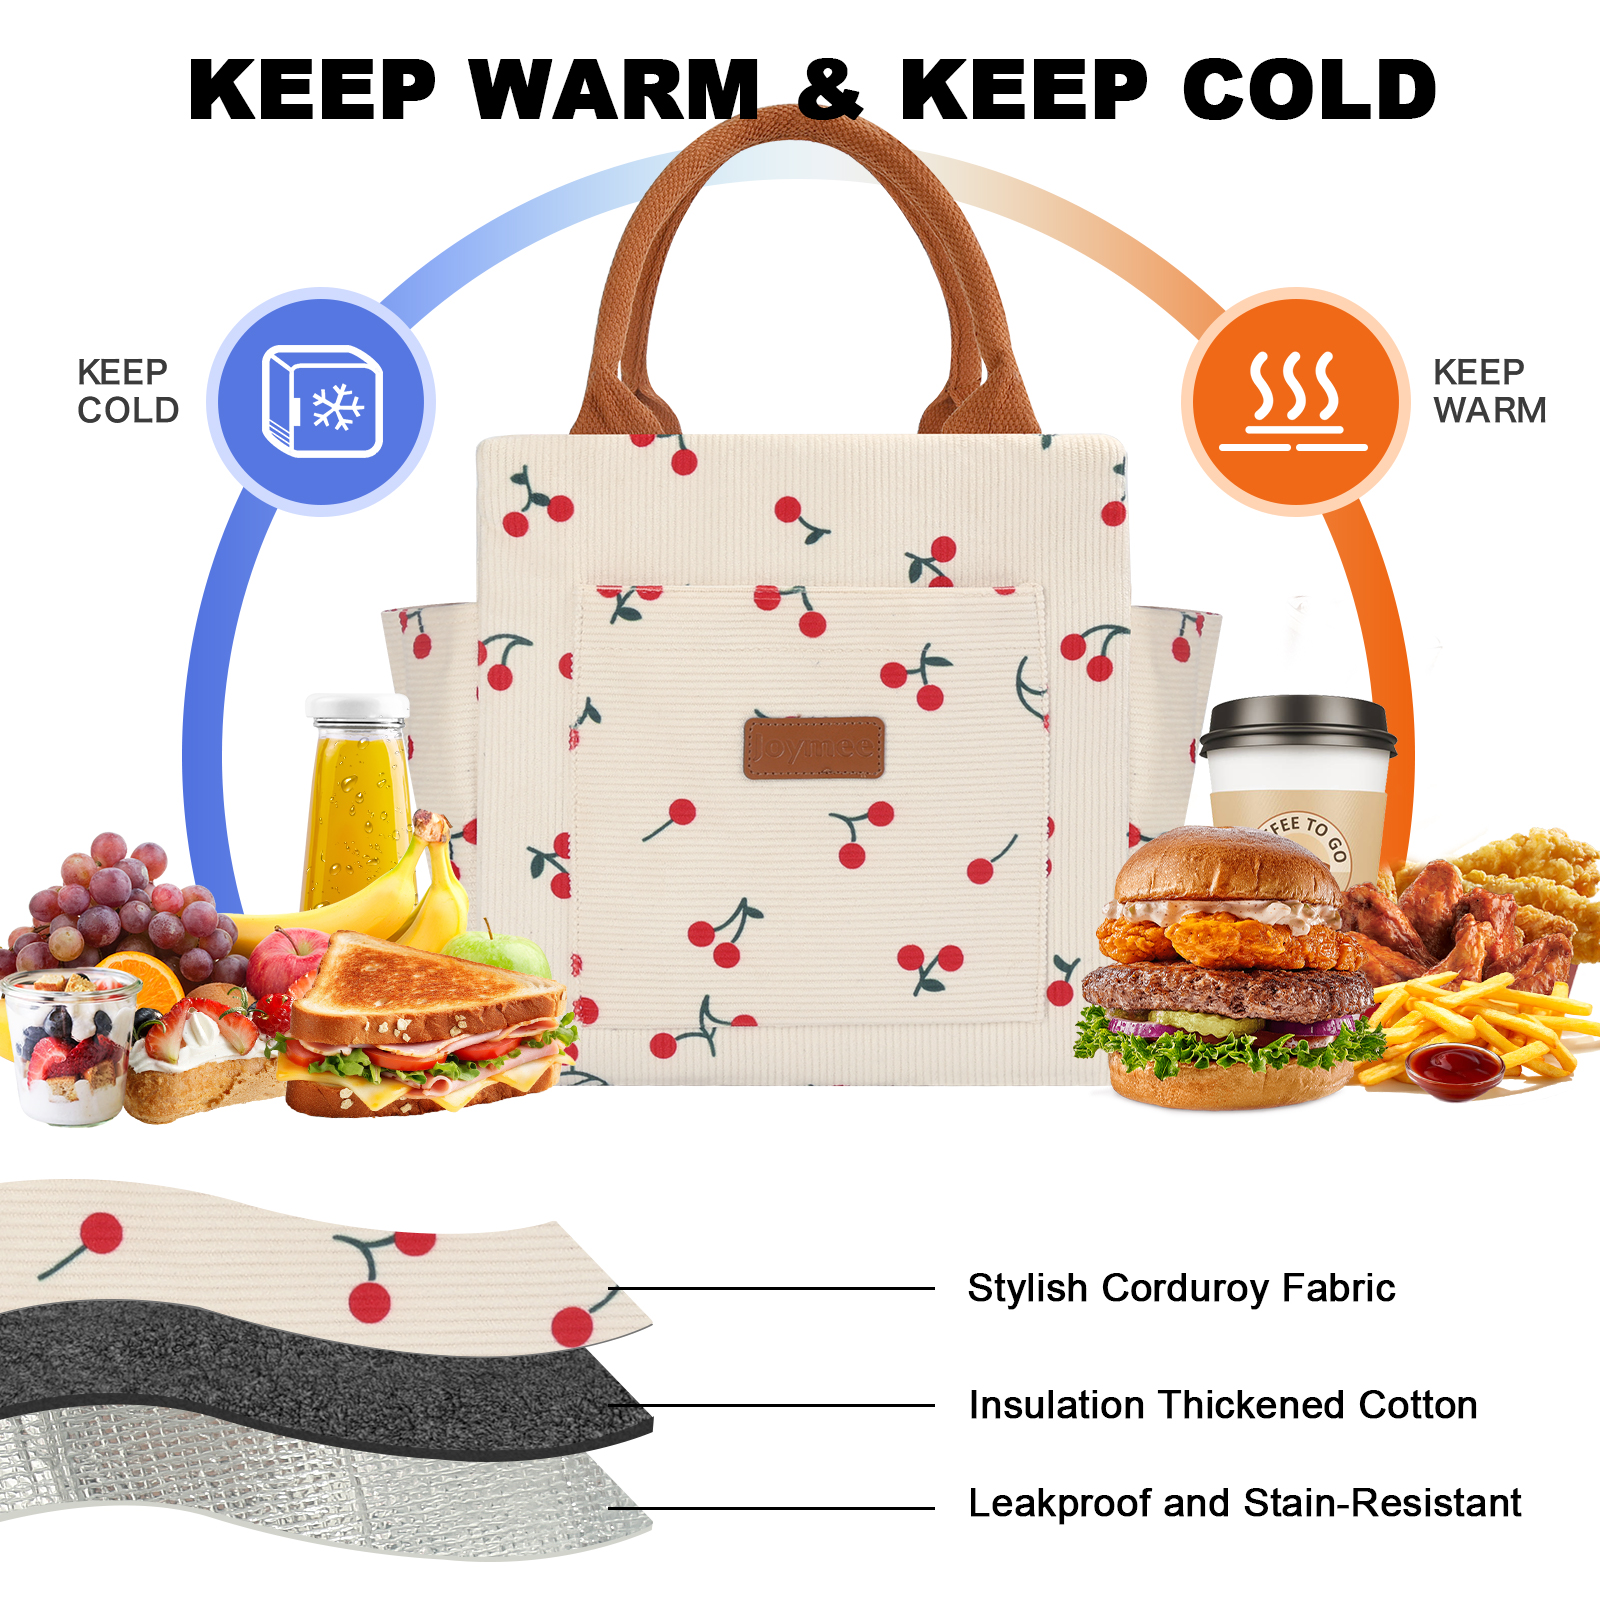 KEEP WARM & KEEP COLD
KEEP
COLD
KEEP
WARM
Joymee
FEE TO GO
Stylish Corduroy Fabric
Insulation Thickened Cotton
Leakproof and Stain-Resistant